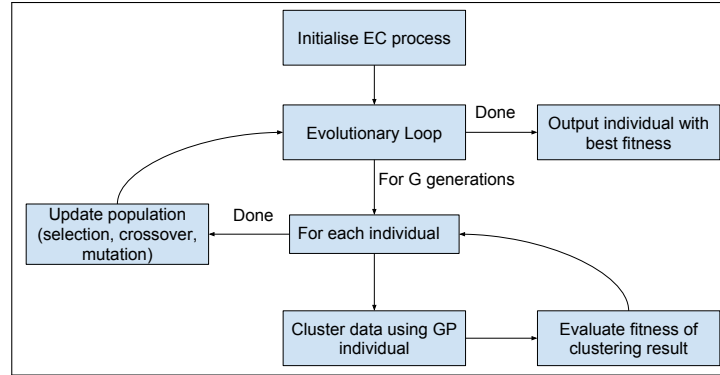 Initialise EC process
Evolutionary Loop
Done
Output individual with
best fitness
For G generations
Update population
(selection, crossover,
mutation)
Done
For each individual
Cluster data using GP
individual
Evaluate fitness of
clustering result